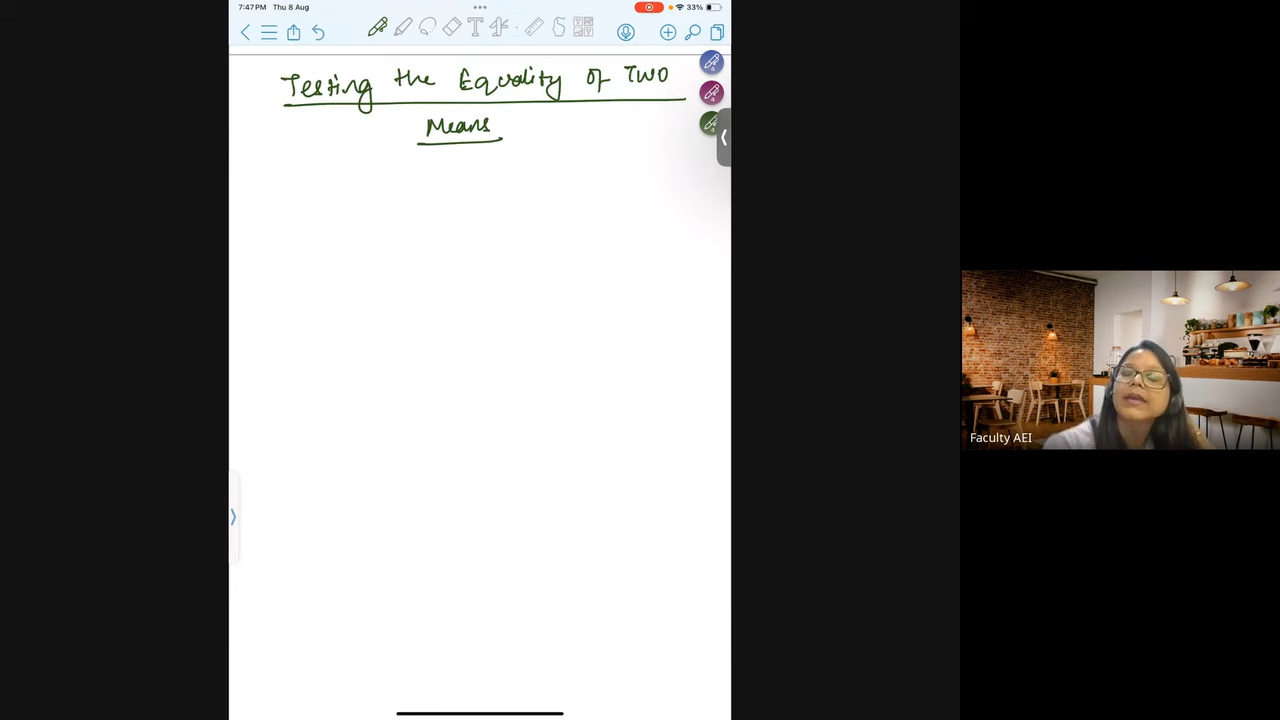 7:47 PM Thu 8 Aug
33%
Testing the Equality of Two
Means
Faculty AEI